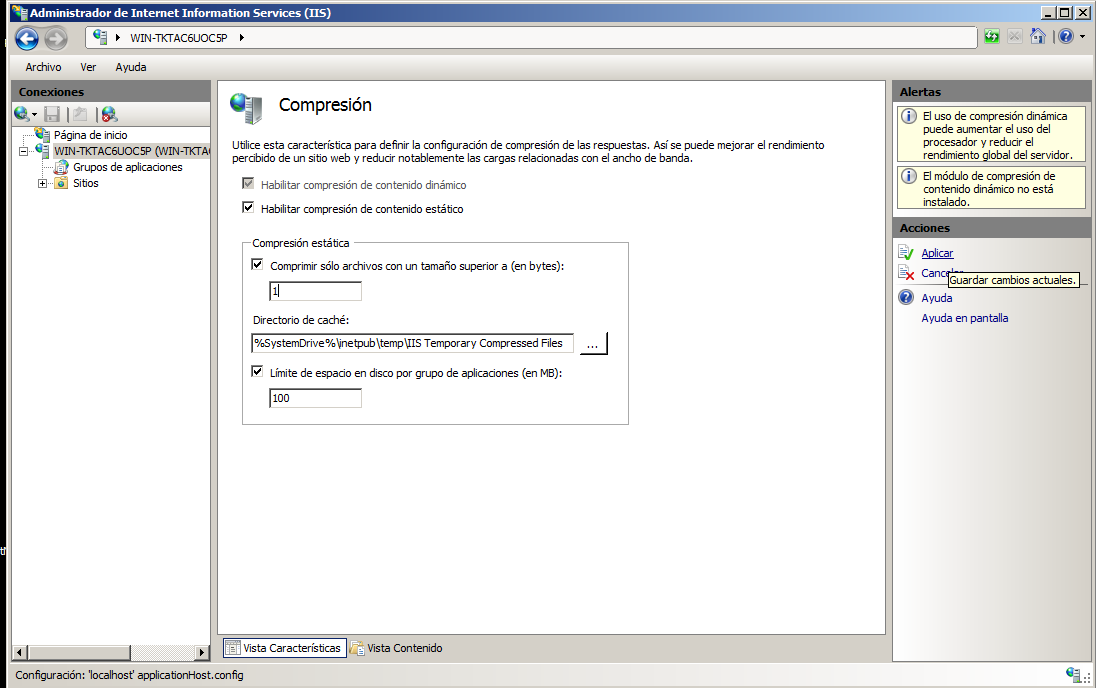 Administrador de Internet Information Services (IIS)
WIN-TKTAC6UOC5P
Archivo Ver Ayuda
Conexiones
Página de inicio
WIN-TKTAC6UOC5P (WIN-TKTA
Grupos de aplicaciones
Sitios
Compresión
Utilice esta característica para definir la configuración de compresión de las respuestas. Así se puede mejorar el rendimiento
percibido de un sitio web y reducir notablemente las cargas relacionadas con el ancho de banda.
Habilitar compresión de contenido dinámico
Habilitar compresión de contenido estático
Compresión estática
Comprimir sólo archivos con un tamaño superior a (en bytes):
1
Directorio de caché:
%SystemDrive%\inetpub\temp\IIS Temporary Compressed Files
...
Límite de espacio en disco por grupo de aplicaciones (en MB):
100
Vista Características Vista Contenido
Alertas
El uso de compresión dinámica
puede aumentar el uso del
procesador y reducir el
rendimiento global del servidor.
El módulo de compresión de
contenido dinámico no está
instalado.
Acciones
Aplicar
Cancelar
Guardar cambios actuales.
Ayuda
Ayuda en pantalla
Configuración: 'localhost' applicationHost.config